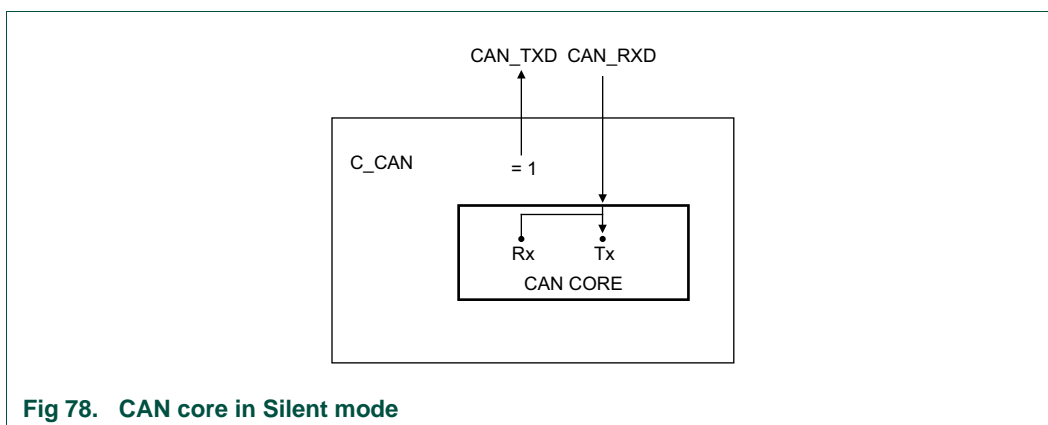 CAN_TXD CAN_RXD
C_CAN
= 1
Rx Tx
CAN CORE
Fig 78. CAN core in Silent mode